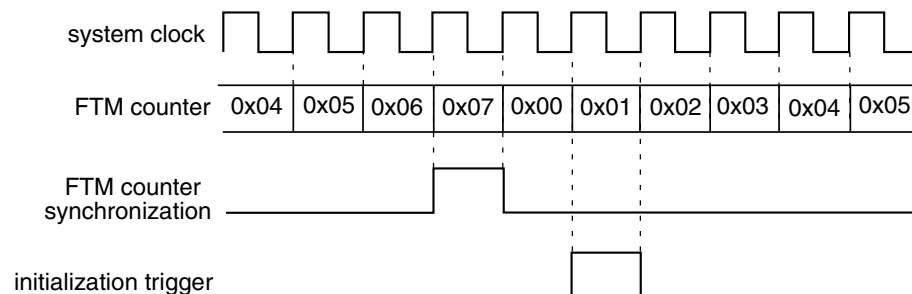 system clock
FTM counter
0x04 0x05 0x06 0x07 0x00 0x01 0x02 0x03 0x04 0x05
FTM counter
synchronization
initialization trigger